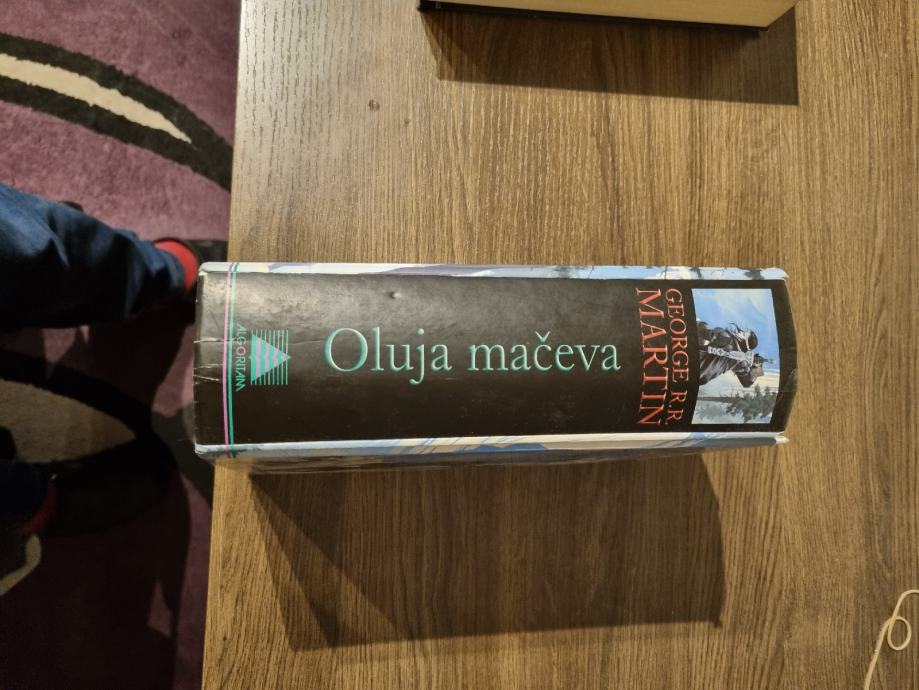 GEORGE R.R.
MARTIN
Oluja mačeva
ALGORITAM